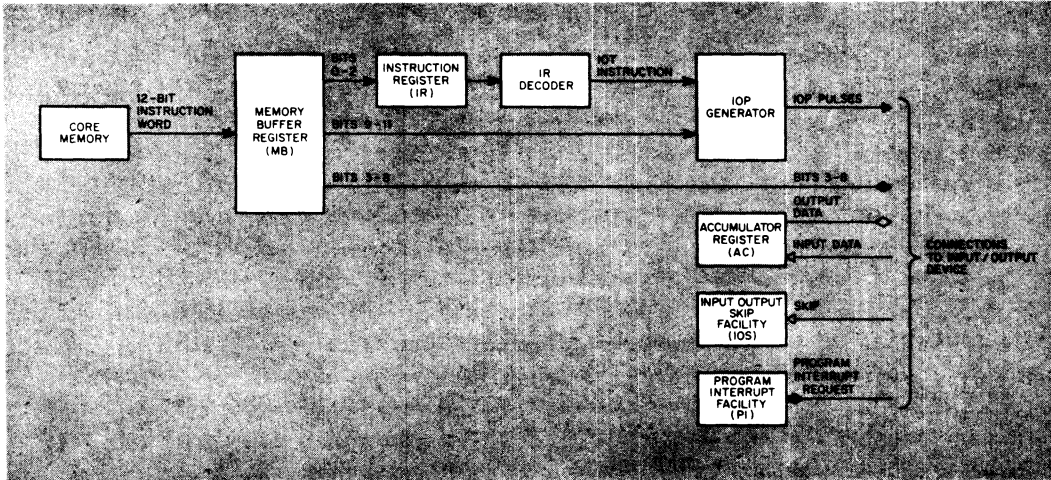 BITS
0-2
INSTRUCTION
REGISTER
(IR)
IR
DECODER
IOT
INSTRUCTION
IOP
GENERATOR
IOP PULSES
12-BIT
INSTRUCTION
WORD
CORE
MEMORY
MEMORY
BUFFER
REGISTER
(MB)
BITS 9-11
BITS 3-8
BITS 3-8
OUTPUT
DATA
ACCUMULATOR
REGISTER
(AC)
INPUT DATA
CONNECTIONS
TO INPUT/OUTPUT
DEVICE
INPUT OUTPUT
SKIP
FACILITY
(IOS)
SKIP
PROGRAM
INTERRUPT
FACILITY
(PI)
PROGRAM
INTERRUPT
REQUEST